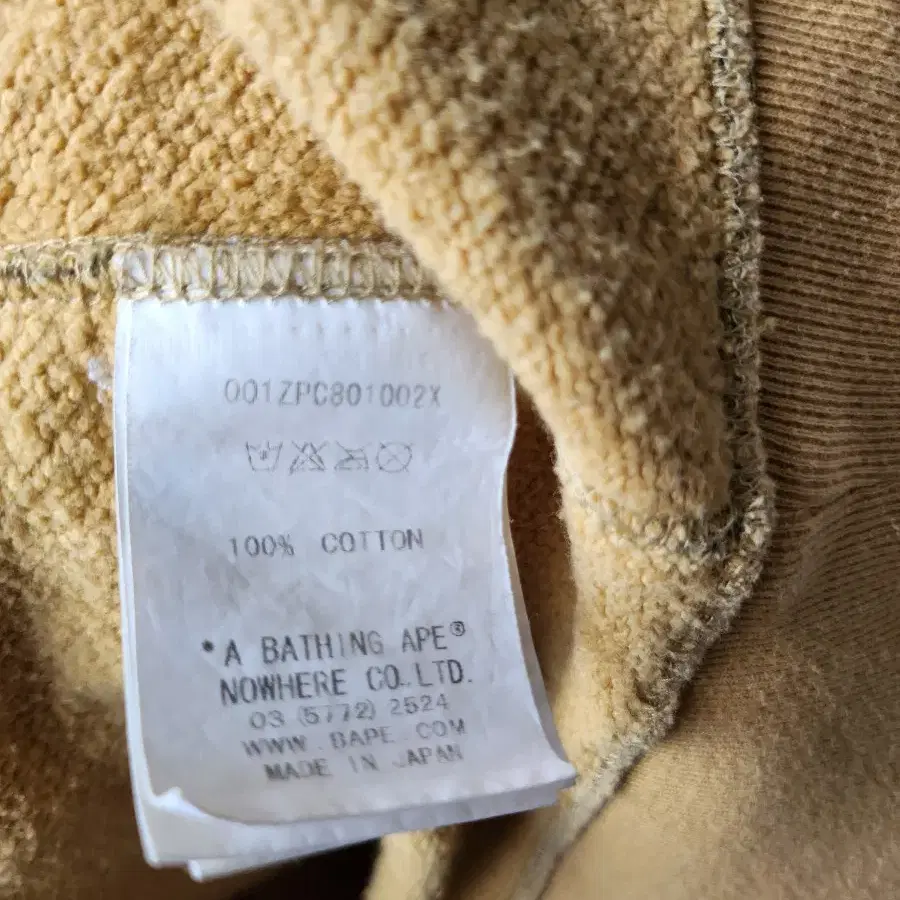 001ZPC801002X
100% COTTON
*A BATHING APE®
NOWHERE CO.,LTD.
03 (5772) 2524
WWW.BAPE.COM
MADE IN JAPAN